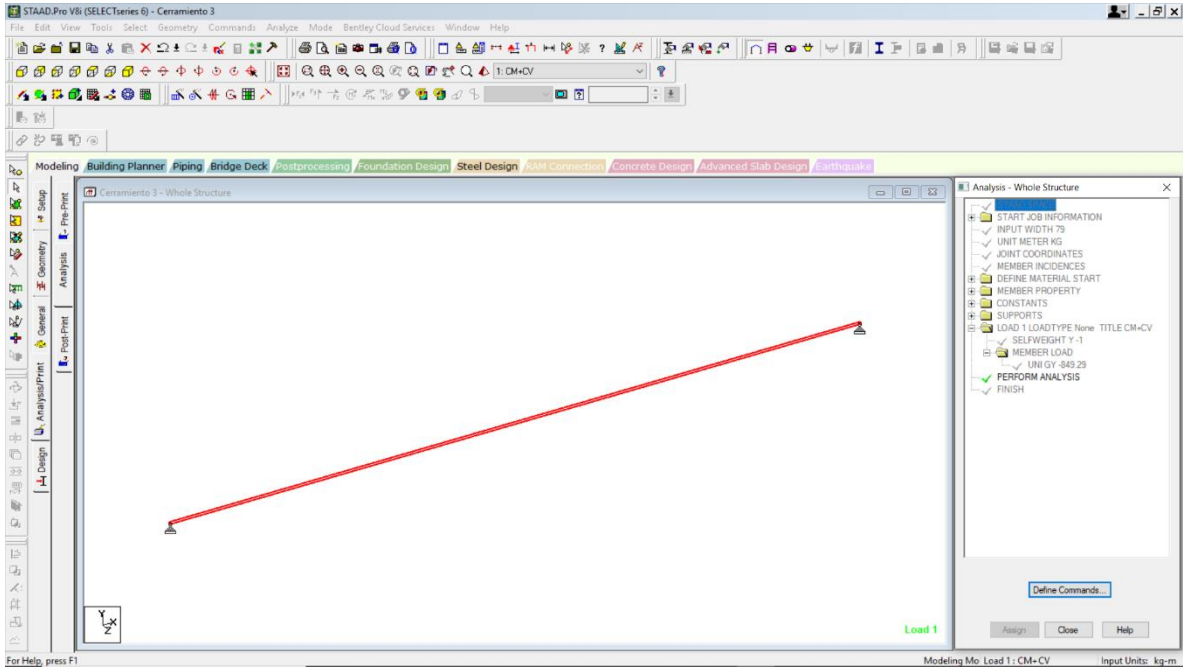 STAAD.Pro V8i (SELECTseries 6) - Cerramiento 3
File Edit View Tools Select Geometry Commands Analyze Mode Bentley Cloud Services Window Help
1: CM+CV
Modeling Building Planner Piping Bridge Deck Postprocessing Foundation Design Steel Design RAM Connection Concrete Design Advanced Slab Design Earthquake
Setup
Geometry
General
Analysis/Print
Design
Pre-Print
Analysis
Post-Print
Cerramiento 3 - Whole Structure
Load 1
Y
X
Z
Analysis - Whole Structure
START JOB INFORMATION
INPUT WIDTH 79
UNIT METER KG
JOINT COORDINATES
MEMBER INCIDENCES
DEFINE MATERIAL START
MEMBER PROPERTY
CONSTANTS
SUPPORTS
LOAD 1 LOADTYPE None TITLE CM+CV
SELFWEIGHT Y -1
MEMBER LOAD
UNI GY -849.29
PERFORM ANALYSIS
FINISH
Define Commands...
Assign Close Help
For Help, press F1
Modeling Mo Load 1 : CM+CV Input Units: kg-m